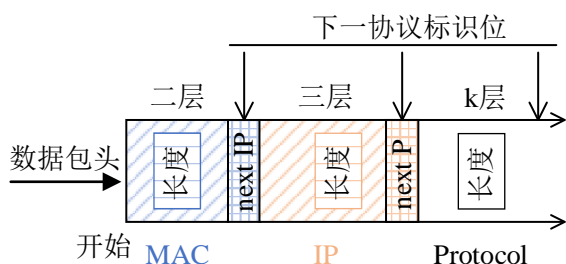 下一协议标识位
二层
三层
k层
数据包头
长度
next IP
长度
next P
长度
开始
MAC
IP
Protocol